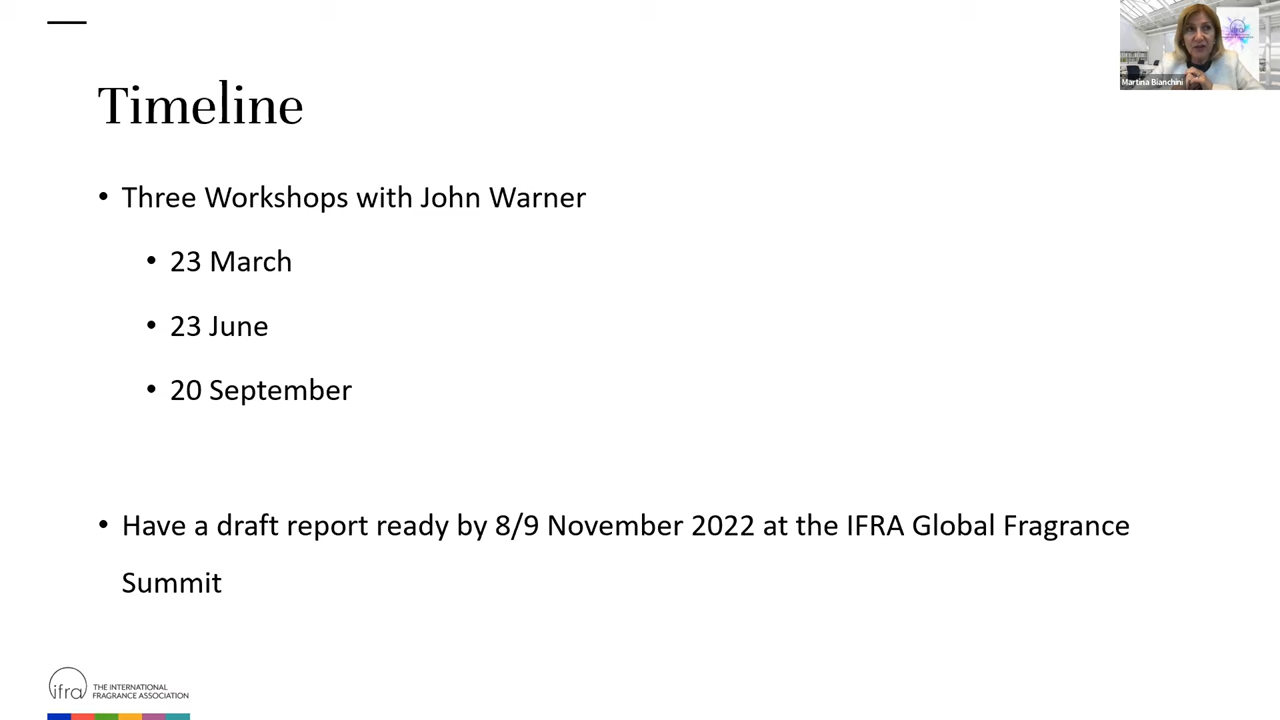 Timeline
• Three Workshops with John Warner
• 23 March
• 23 June
• 20 September
• Have a draft report ready by 8/9 November 2022 at the IFRA Global Fragrance
Summit
Martina Bianchini
ifra
ifra
THE INTERNATIONAL
FRAGRANCE ASSOCIATION